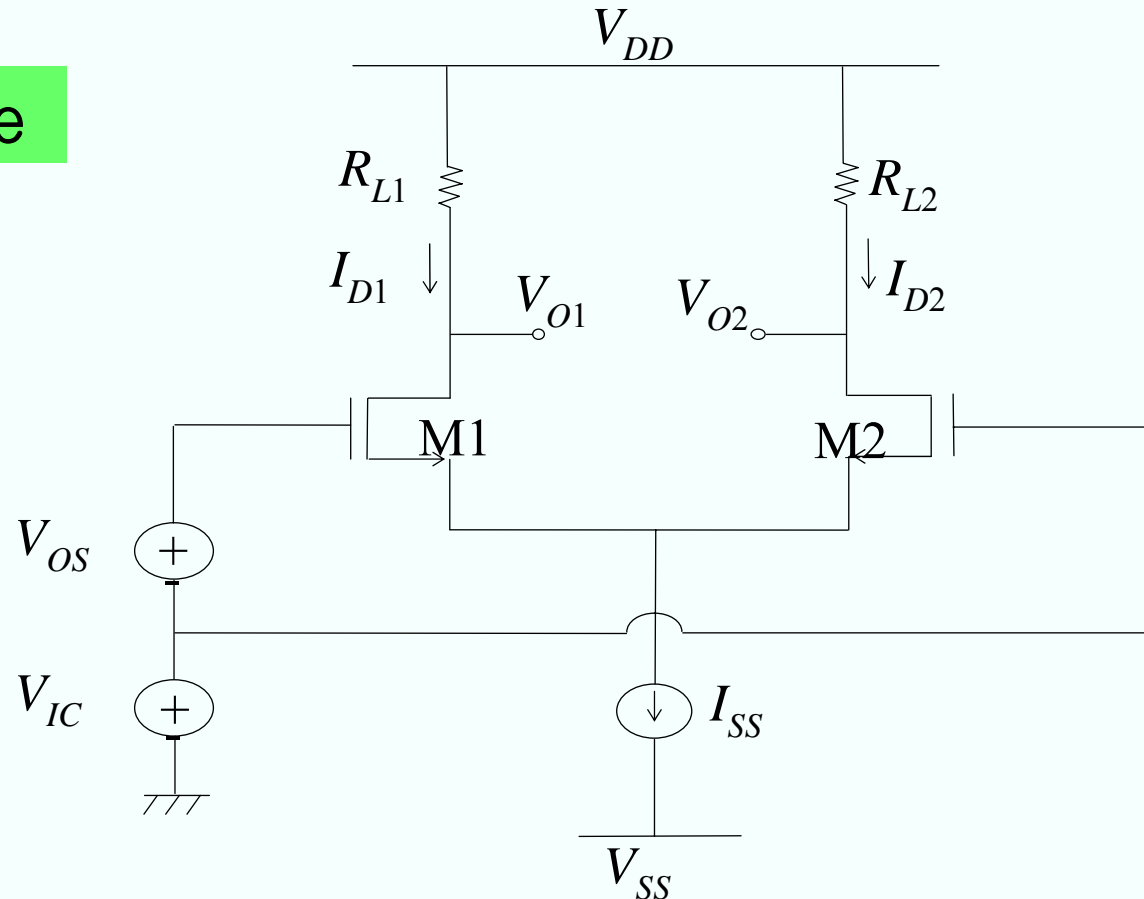 V_DD
e
R_L1
R_L2
I_D1
V_O1
V_O2
I_D2
M1
M2
V_OS
+
-
V_IC
+
-
I_SS
V_SS